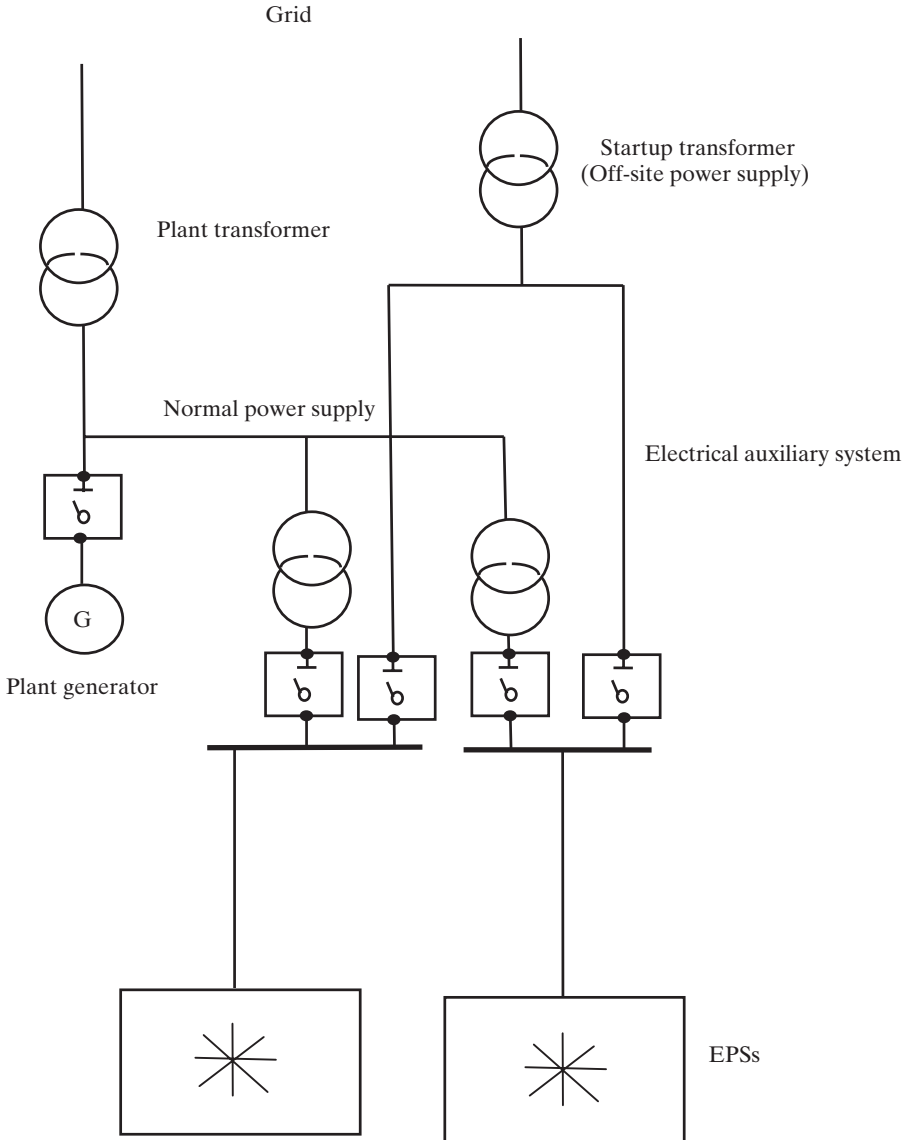 Grid
Startup transformer
(Off-site power supply)
Plant transformer
Normal power supply
Electrical auxiliary system
G
Plant generator
EPSs